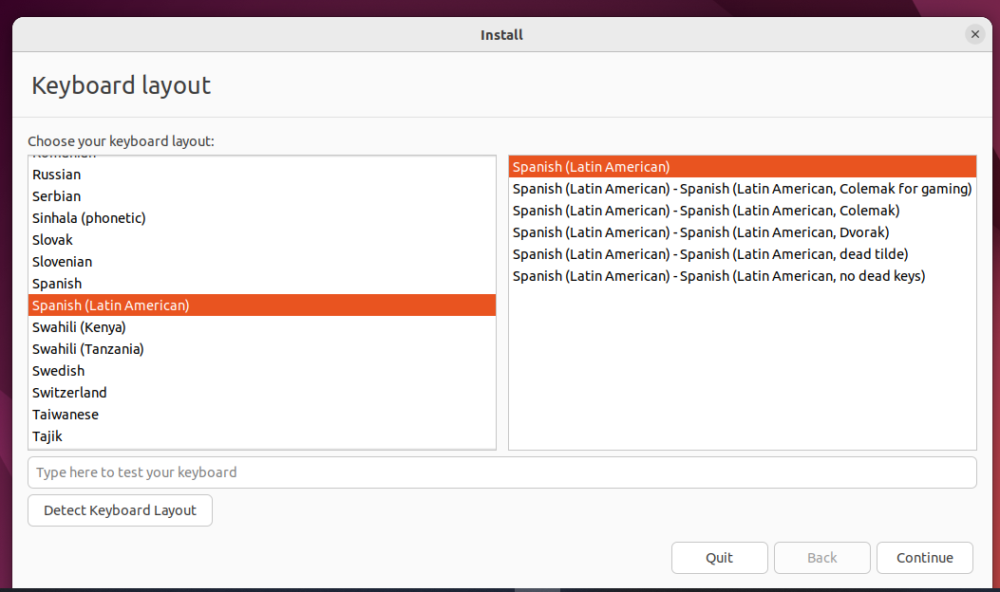 Install
Keyboard layout
Choose your keyboard layout:
Russian
Serbian
Sinhala (phonetic)
Slovak
Slovenian
Spanish
Spanish (Latin American)
Swahili (Kenya)
Swahili (Tanzania)
Swedish
Switzerland
Taiwanese
Tajik
Spanish (Latin American)
Spanish (Latin American) - Spanish (Latin American, Colemak for gaming)
Spanish (Latin American) - Spanish (Latin American, Colemak)
Spanish (Latin American) - Spanish (Latin American, Dvorak)
Spanish (Latin American) - Spanish (Latin American, dead tilde)
Spanish (Latin American) - Spanish (Latin American, no dead keys)
Type here to test your keyboard
Detect Keyboard Layout
Quit
Back
Continue